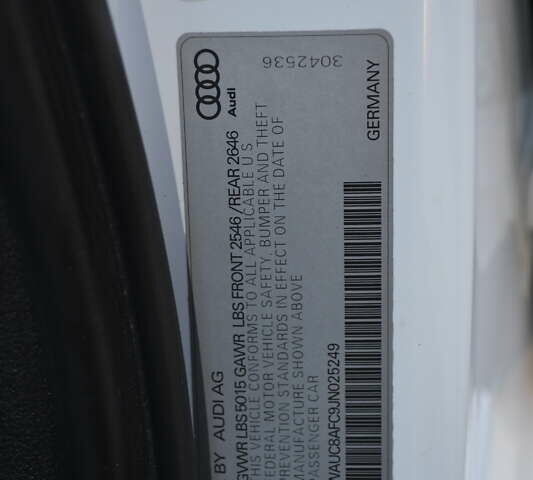 3042536
Audi
GERMANY
BY AUDI AG
GVWR LBS 5015 GAWR LBS FRONT 2546 /REAR 2646
THIS VEHICLE CONFORMS TO ALL APPLICABLE U S
FEDERAL MOTOR VEHICLE SAFETY, BUMPER AND THEFT
PREVENTION STANDARDS IN EFFECT ON THE DATE OF
MANUFACTURE SHOWN ABOVE
PASSENGER CAR
WAUC8AFC9JN025249